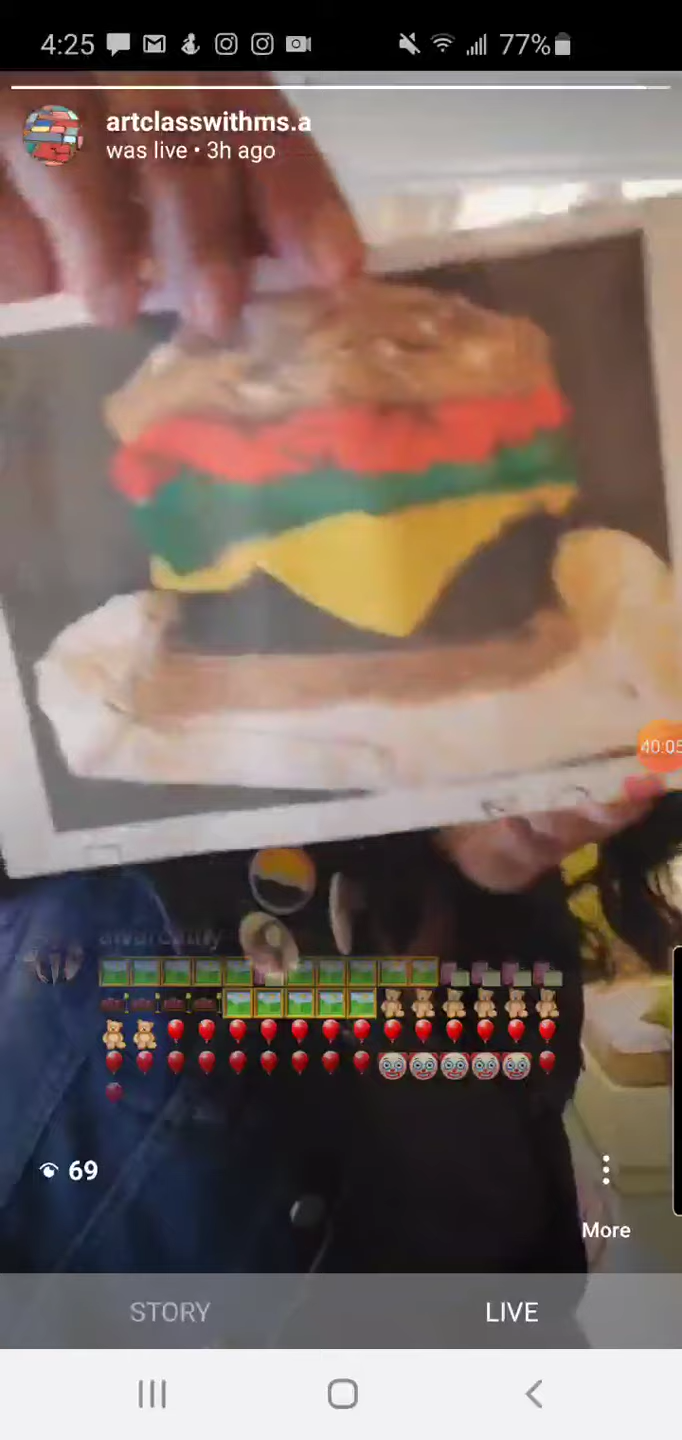 4:25
77%
artclasswithms.a
was live • 3h ago
40:05
69
More
STORY
LIVE